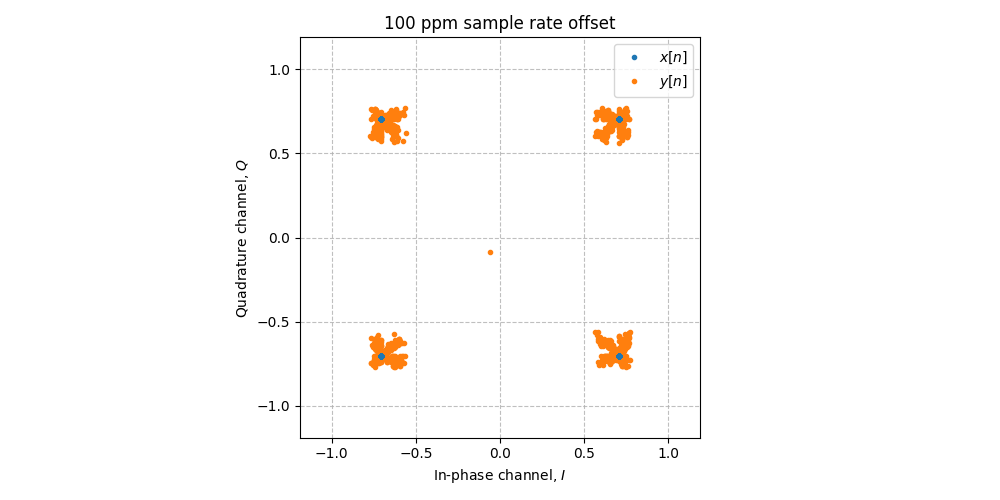 100 ppm sample rate offset
x[n]
y[n]
1.0
0.5
0.0
−0.5
−1.0
Quadrature channel, Q
−1.0
−0.5
0.0
0.5
1.0
In-phase channel, I